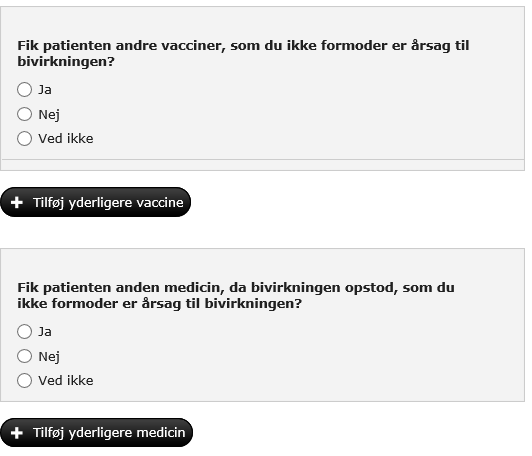 Fik patienten andre vacciner, som du ikke formoder er årsag til
bivirkningen?
Ja
Nej
Ved ikke
+ Tilføj yderligere vaccine
Fik patienten anden medicin, da bivirkningen opstod, som du
ikke formoder er årsag til bivirkningen?
Ja
Nej
Ved ikke
+ Tilføj yderligere medicin